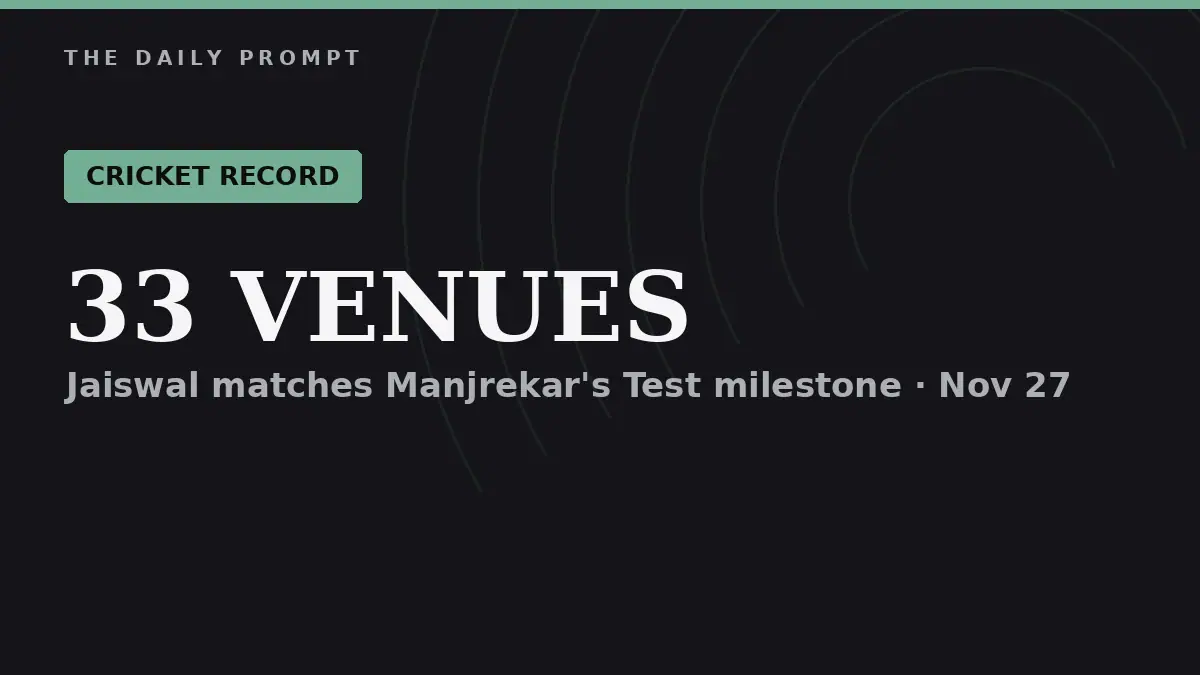 THE DAILY PROMPT
CRICKET RECORD
33 VENUES
Jaiswal matches Manjrekar's Test milestone · Nov 27